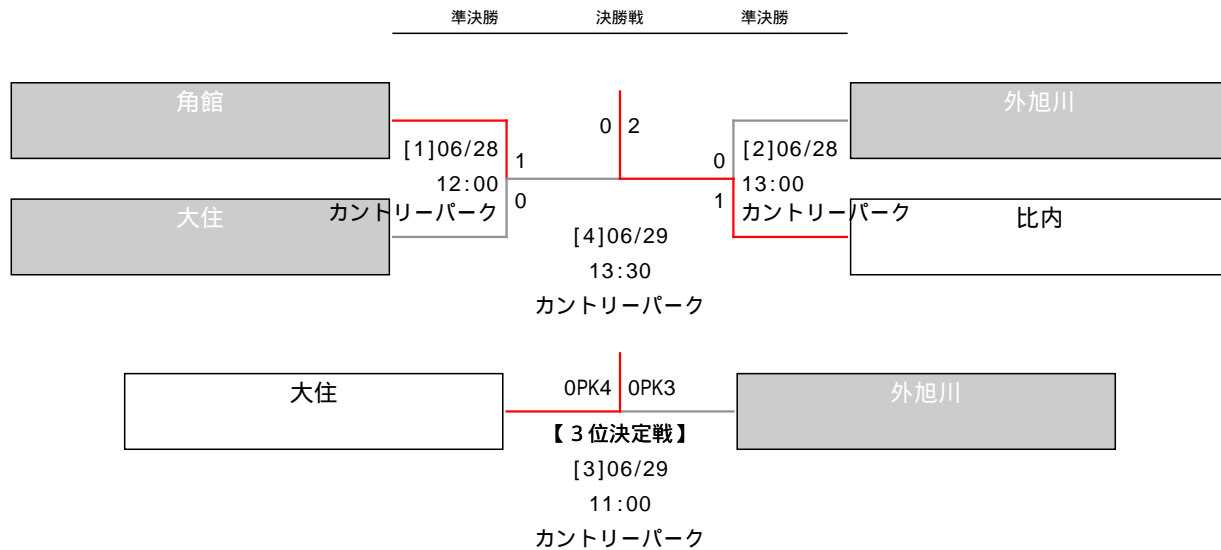 準決勝 決勝戦 準決勝
角館
外旭川
0 2
[1]06/28
1
0
[2]06/28
12:00
13:00
大住
カントリーパーク
0
1
カントリーパーク
比内
[4]06/29
13:30
カントリーパーク
大住
0PK4 0PK3
外旭川
【３位決定戦】
[3]06/29
11:00
カントリーパーク